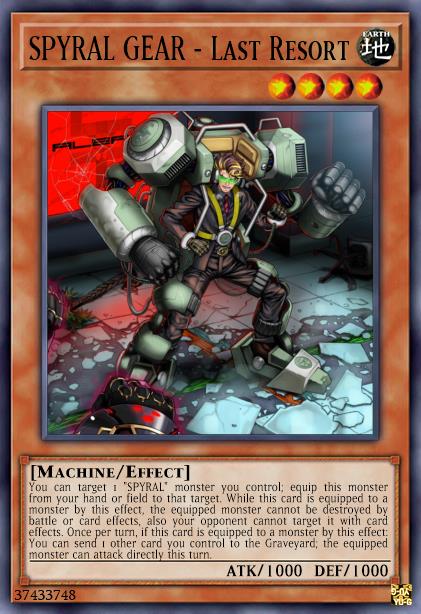 SPYRAL GEAR - Last Resort
EARTH
地
ALER
[Machine/Effect]
You can target 1 "SPYRAL" monster you control; equip this monster
from your hand or field to that target. While this card is equipped to a
monster by this effect, the equipped monster cannot be destroyed by
battle or card effects, also your opponent cannot target it with card
effects. Once per turn, if this card is equipped to a monster by this effect:
You can send 1 other card you control to the Graveyard; the equipped
monster can attack directly this turn.
ATK/1000 DEF/1000
37433748